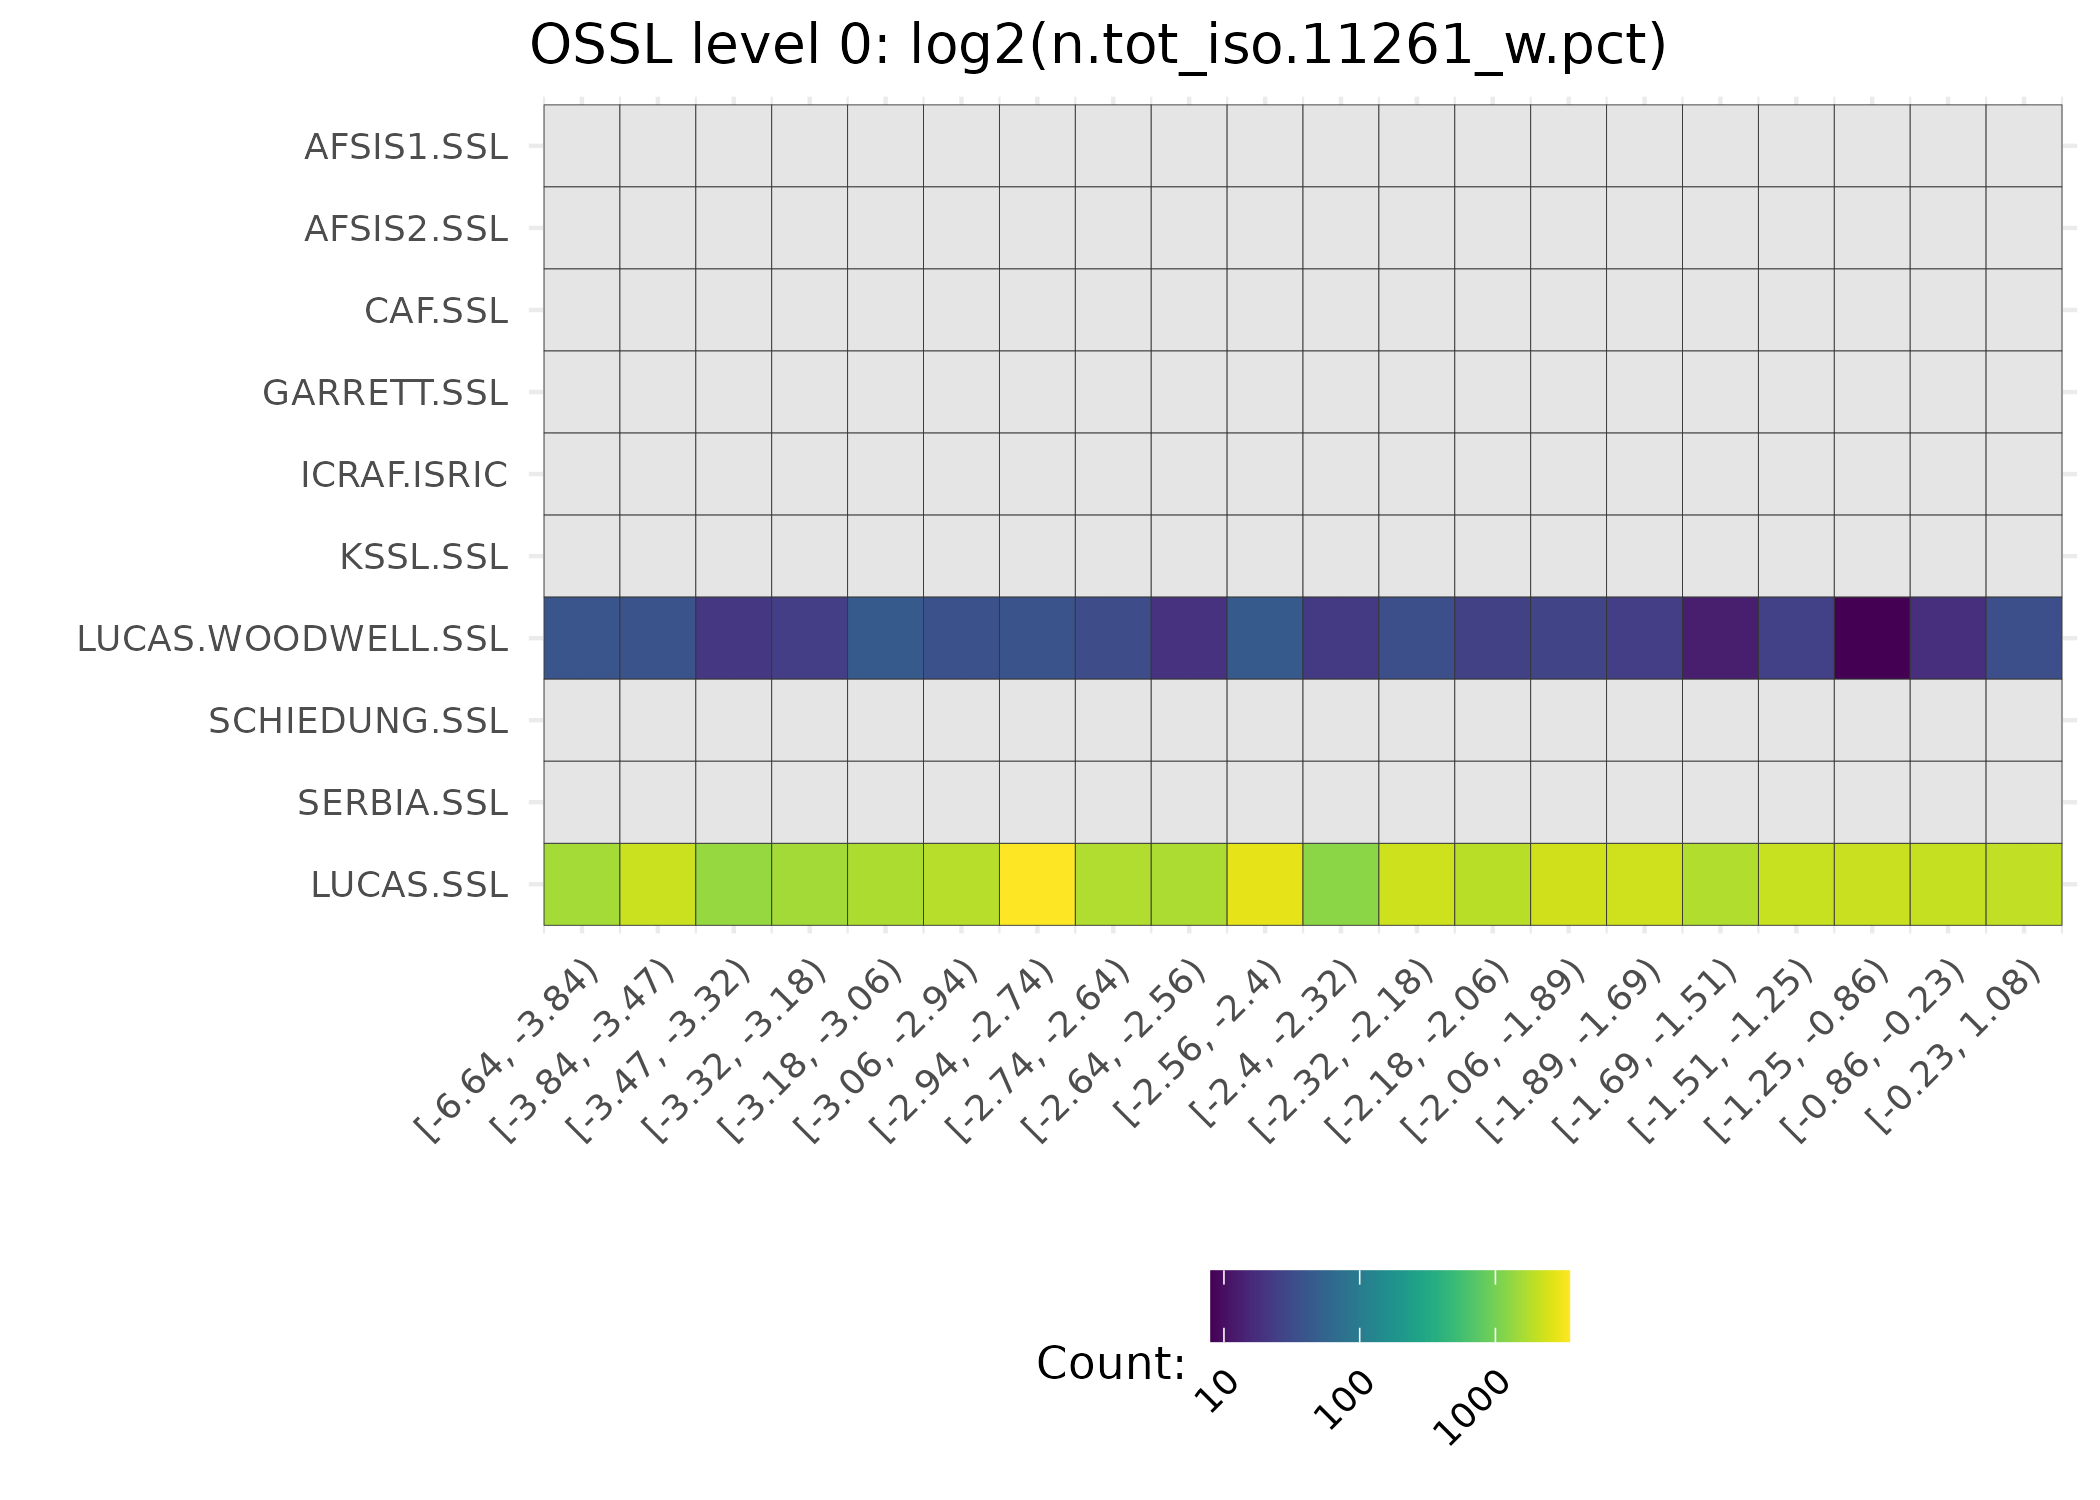 OSSL level 0: log2(n.tot_iso.11261_w.pct)
AFSIS1.SSL
AFSIS2.SSL
CAF.SSL
GARRETT.SSL
ICRAF.ISRIC
KSSL.SSL
LUCAS.WOODWELL.SSL
SCHIEDUNG.SSL
SERBIA.SSL
LUCAS.SSL
[-6.64, -3.84)
[-3.84, -3.47)
[-3.47, -3.32)
[-3.32, -3.18)
[-3.18, -3.06)
[-3.06, -2.94)
[-2.94, -2.74)
[-2.74, -2.64)
[-2.64, -2.56)
[-2.56, -2.4)
[-2.4, -2.32)
[-2.32, -2.18)
[-2.18, -2.06)
[-2.06, -1.89)
[-1.89, -1.69)
[-1.69, -1.51)
[-1.51, -1.25)
[-1.25, -0.86)
[-0.86, -0.23)
[-0.23, 1.08)
Count:
10
100
1000